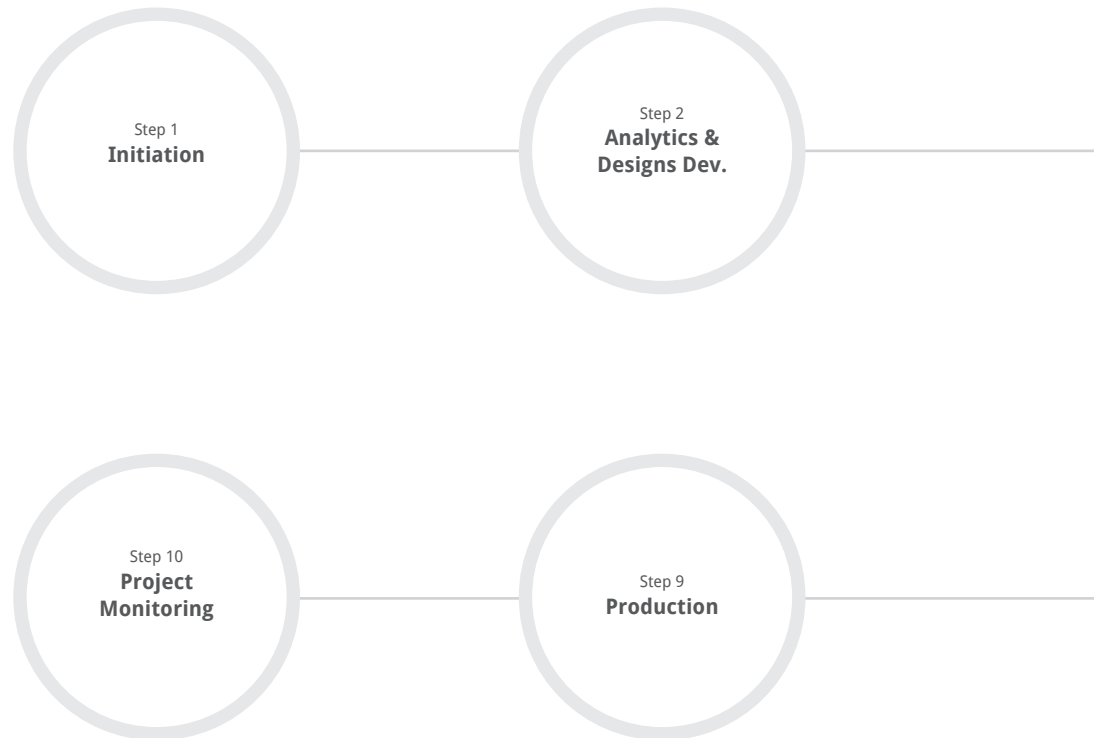 Step 1
Initiation
Step 2
Analytics &
Designs Dev.
Step 10
Project
Monitoring
Step 9
Production